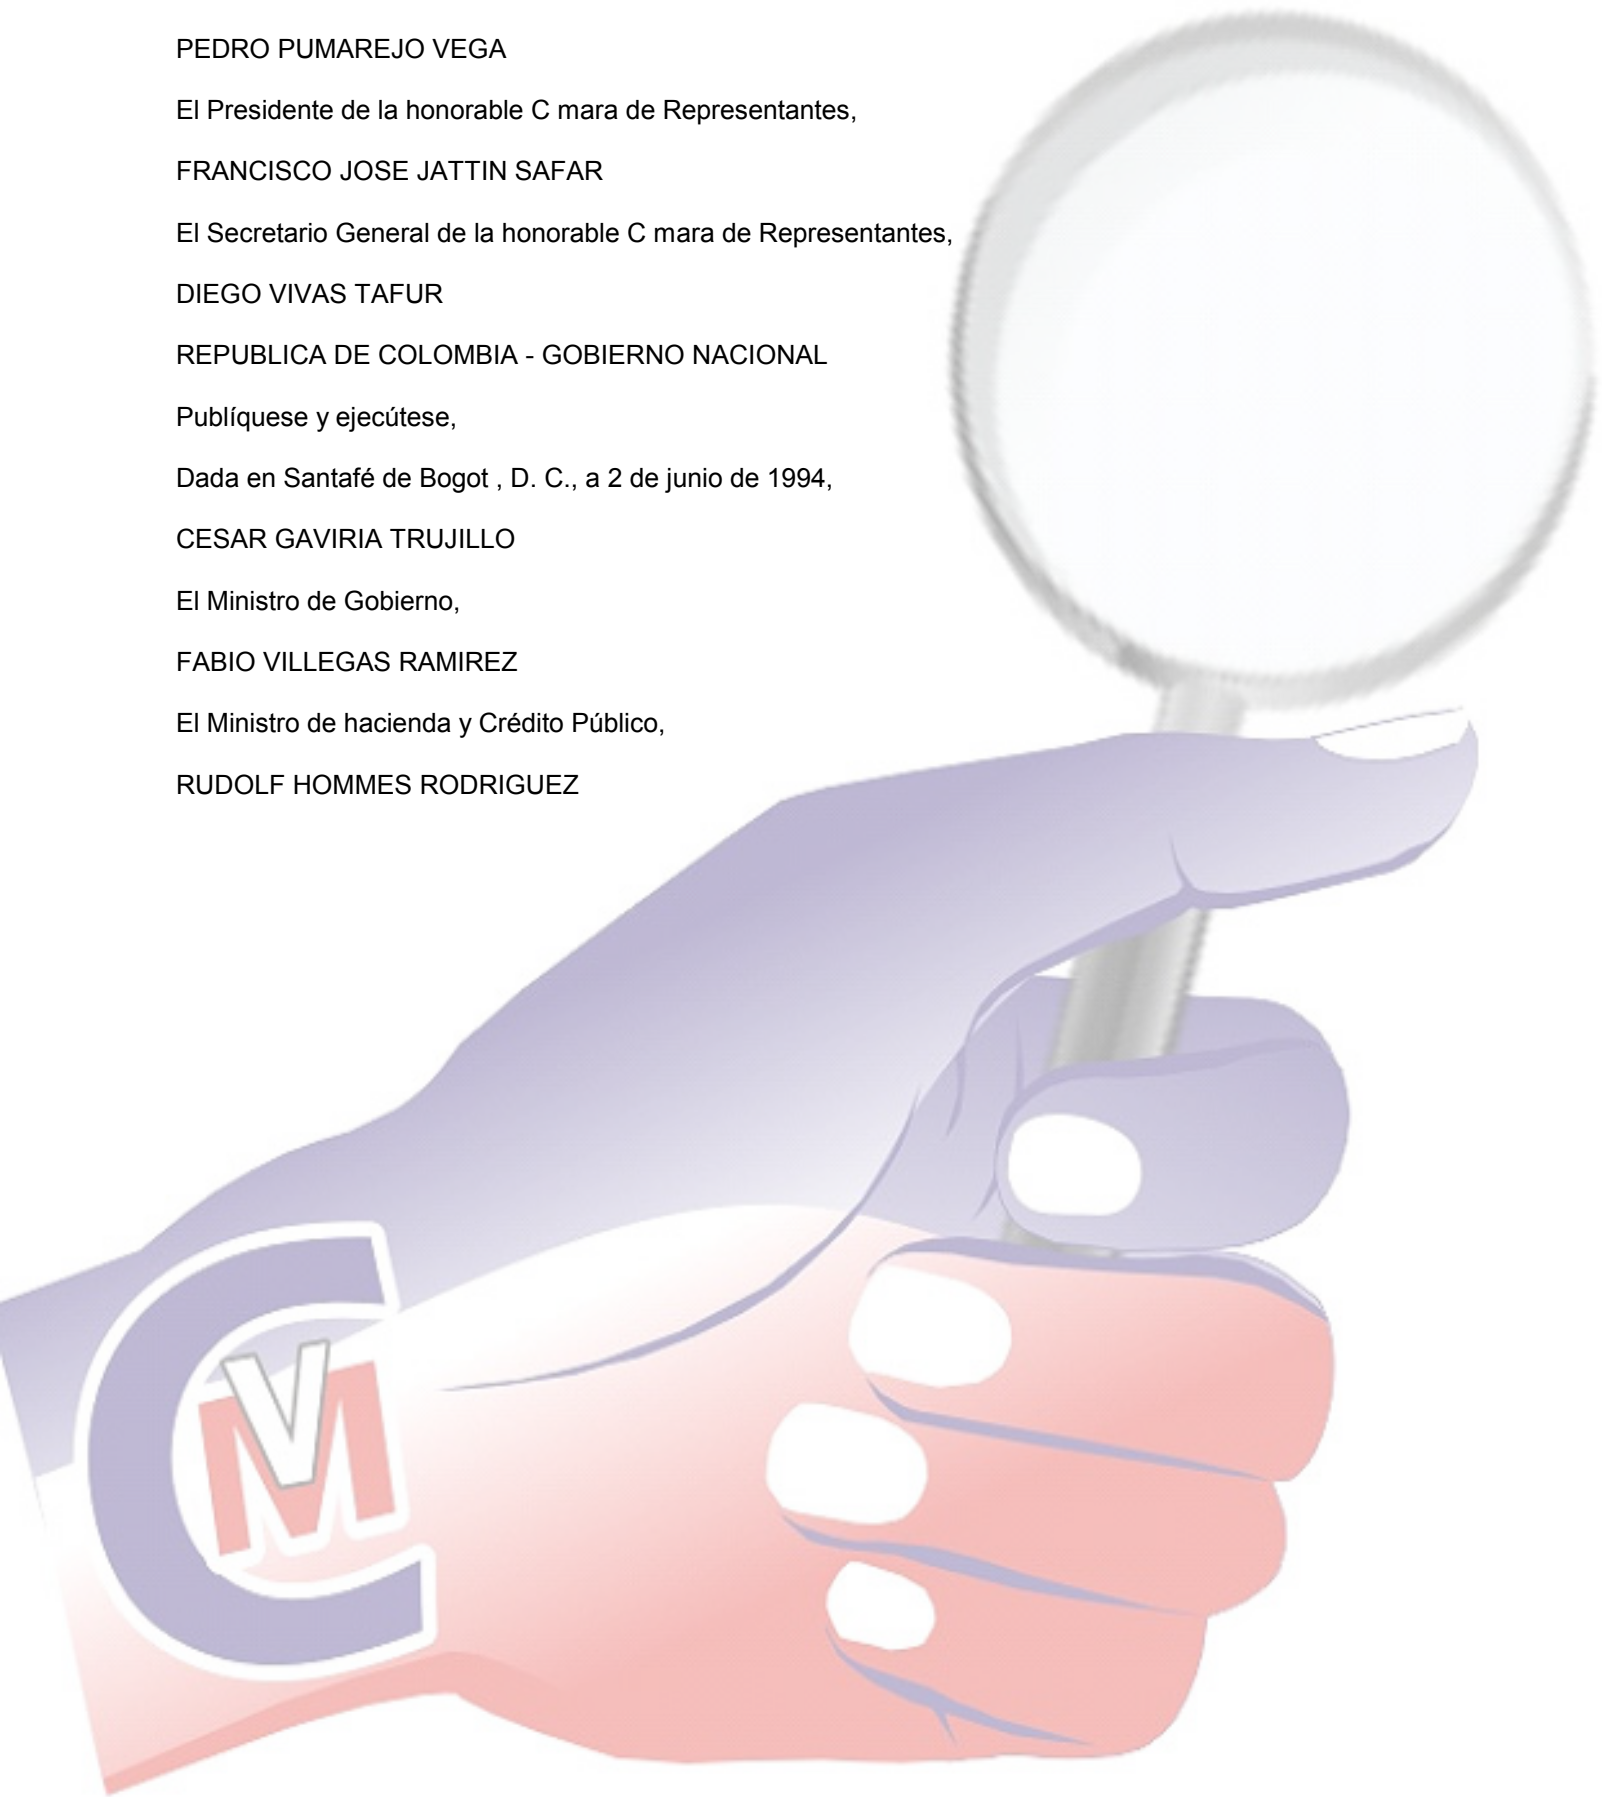 PEDRO PUMAREJO VEGA
El Presidente de la honorable C mara de Representantes,
FRANCISCO JOSE JATTIN SAFAR
El Secretario General de la honorable C mara de Representantes,
DIEGO VIVAS TAFUR
REPUBLICA DE COLOMBIA - GOBIERNO NACIONAL
Publíquese y ejecútese,
Dada en Santafé de Bogot , D. C., a 2 de junio de 1994,
CESAR GAVIRIA TRUJILLO
El Ministro de Gobierno,
FABIO VILLEGAS RAMIREZ
El Ministro de hacienda y Crédito Público,
RUDOLF HOMMES RODRIGUEZ
CVM